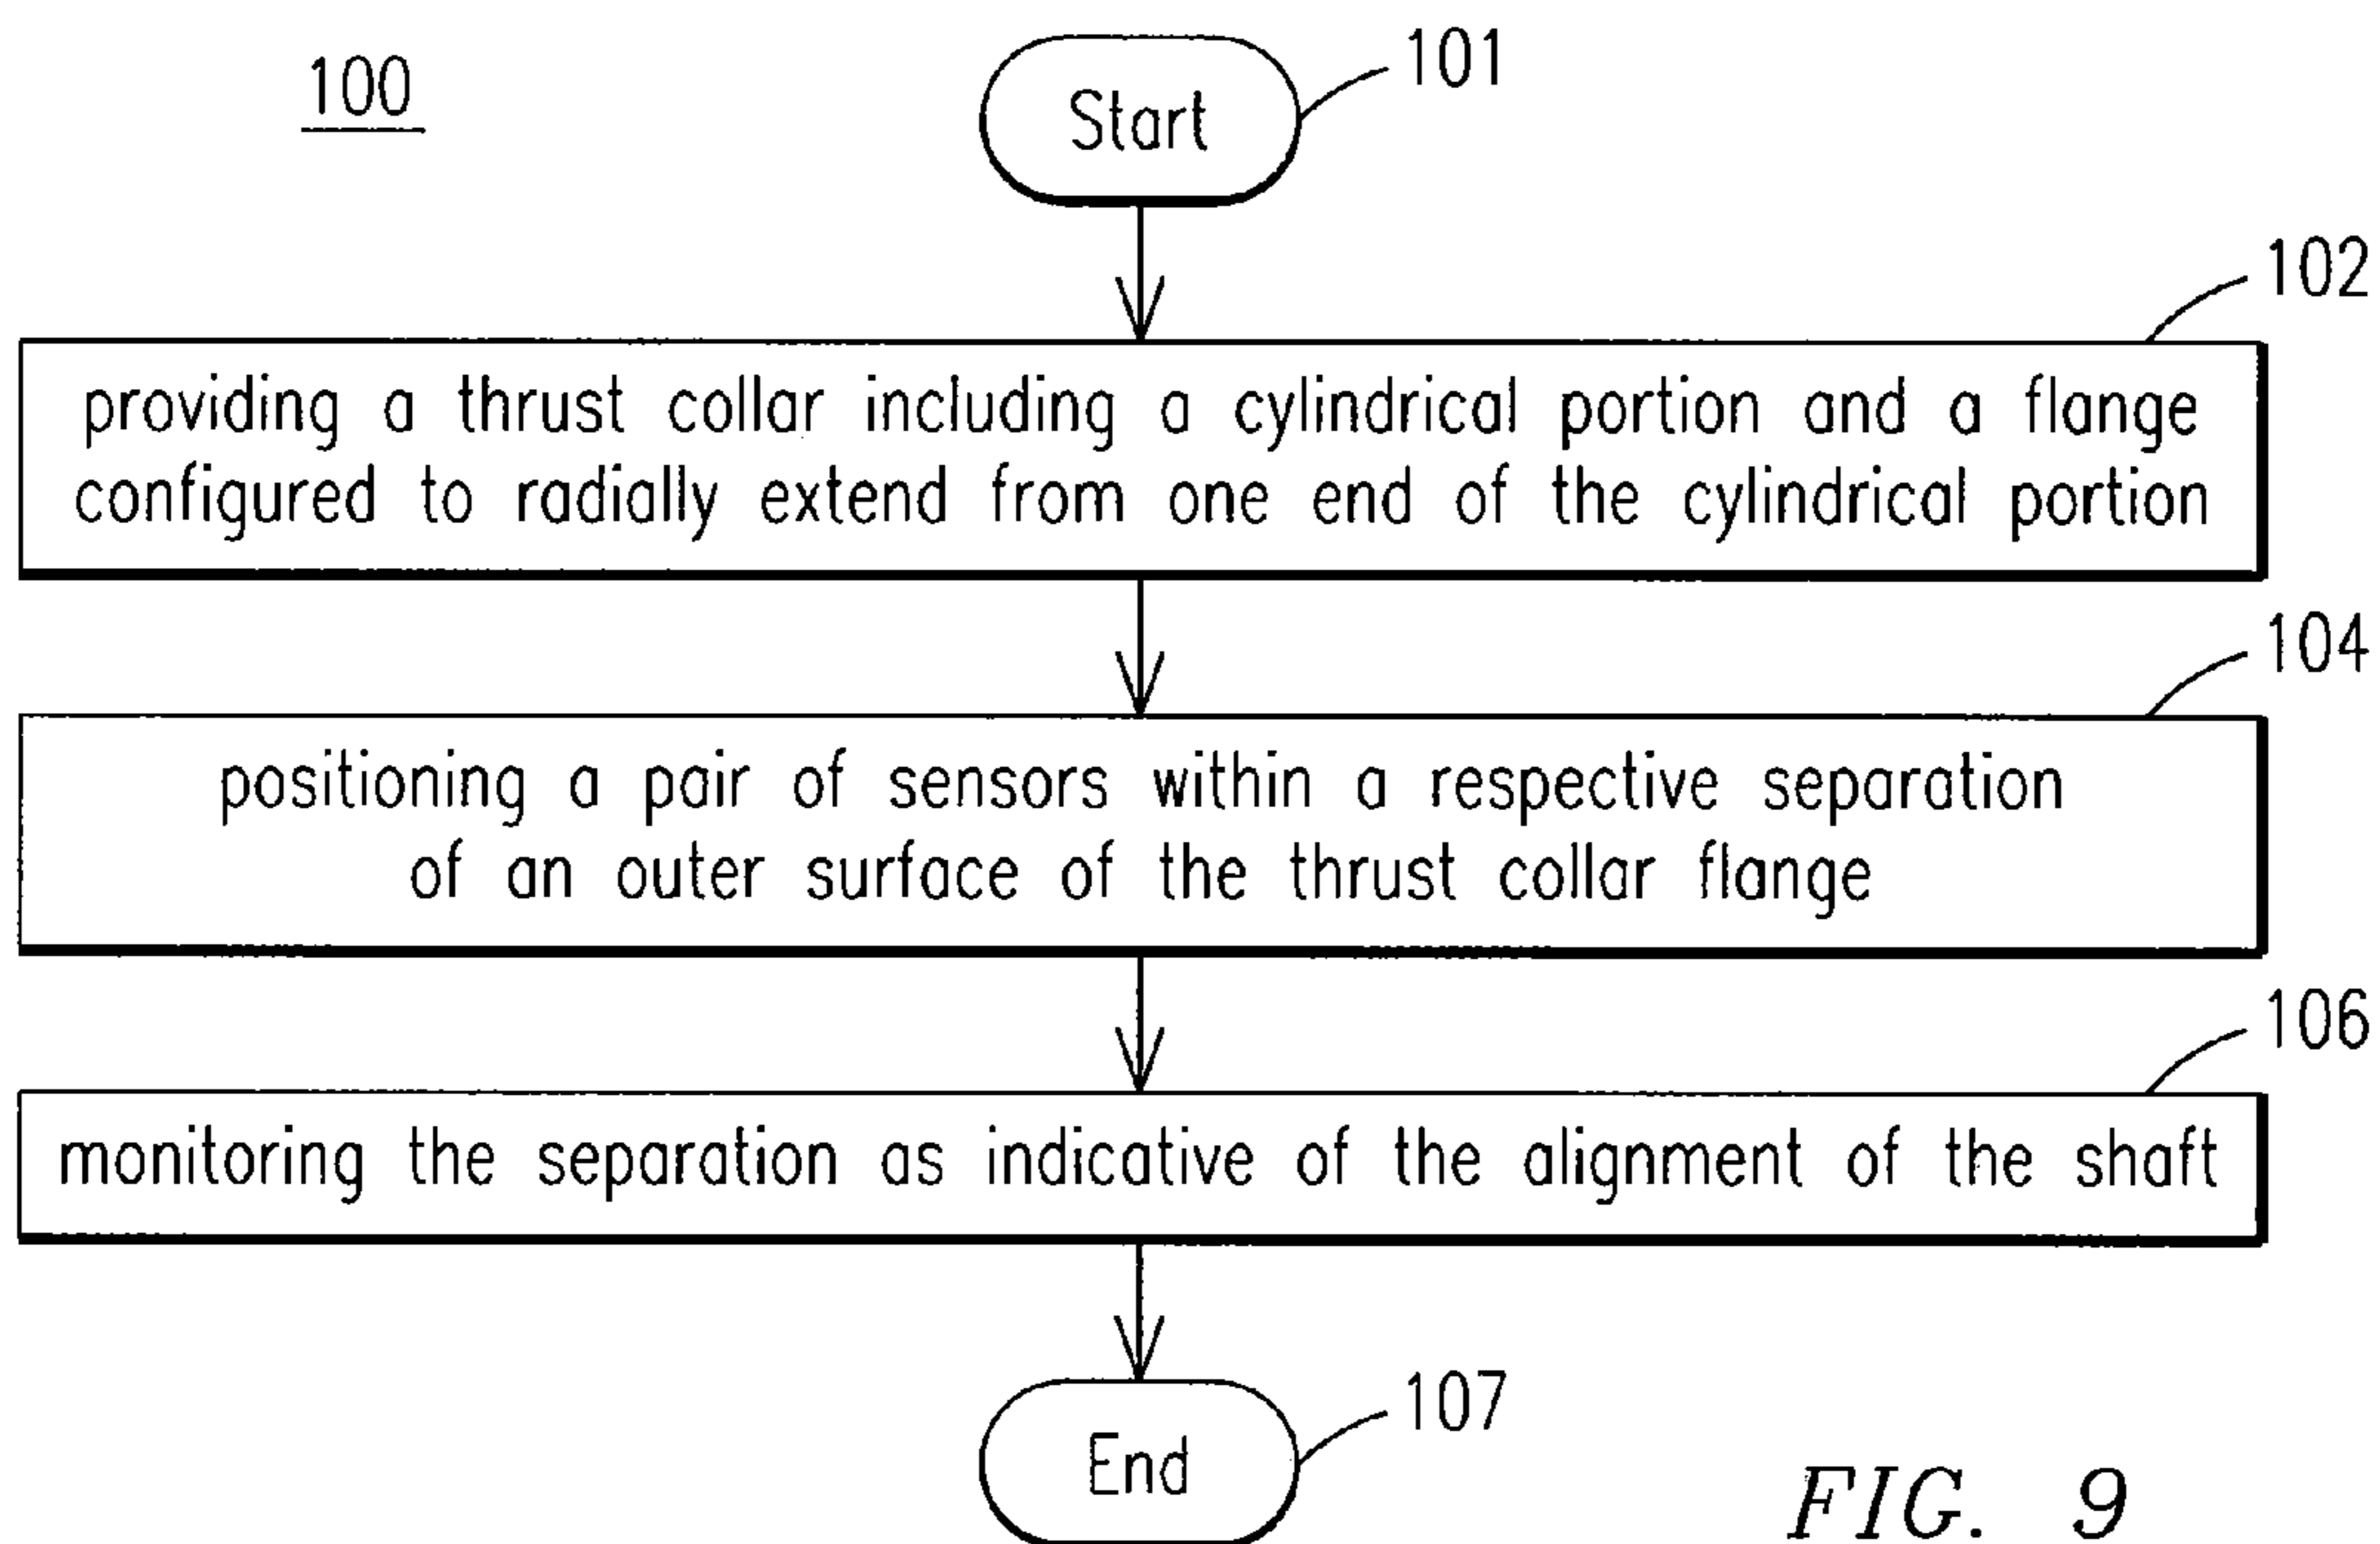 100
Start
101
102
providing a thrust collar including a cylindrical portion and a flange
configured to radially extend from one end of the cylindrical portion
104
positioning a pair of sensors within a respective separation
of an outer surface of the thrust collar flange
106
monitoring the separation as indicative of the alignment of the shaft
End
107
FIG. 9